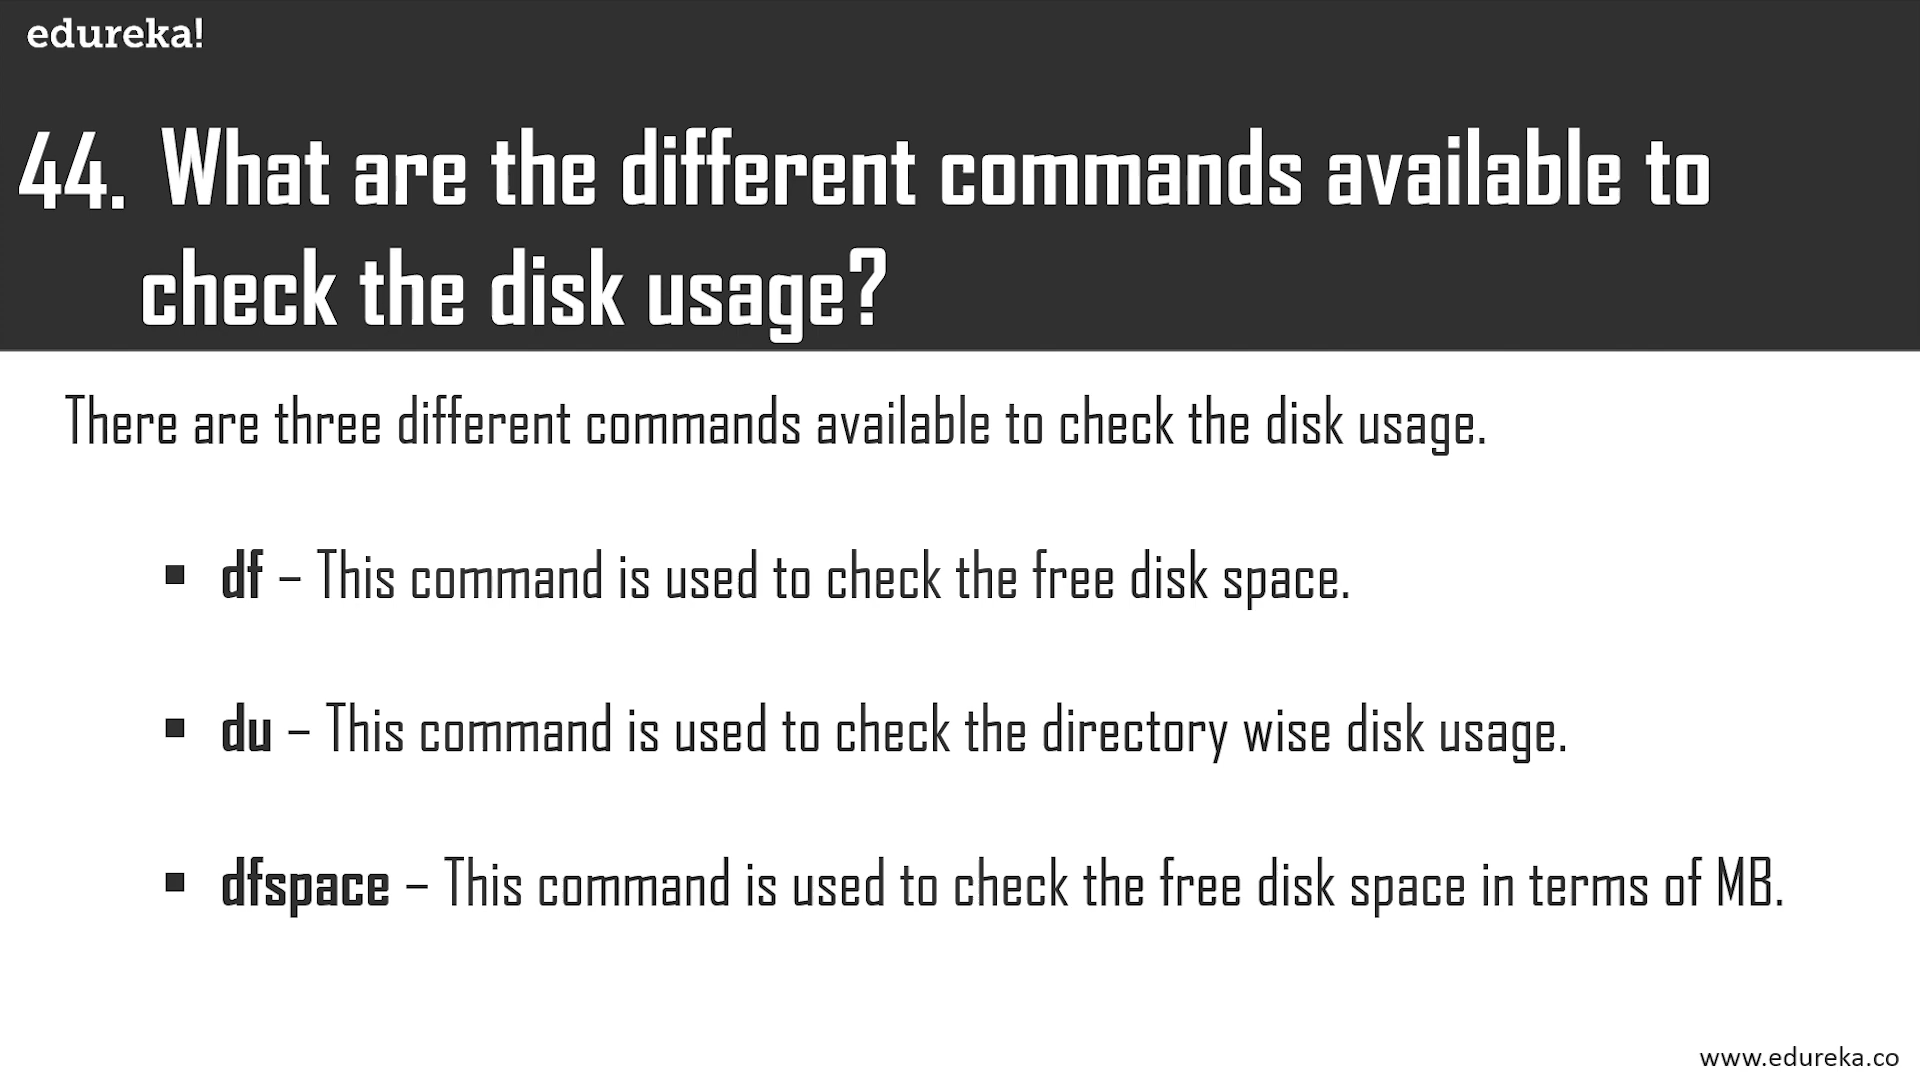 edureka!
44. What are the different commands available to
check the disk usage?
There are three different commands available to check the disk usage.
▪ df – This command is used to check the free disk space.
▪ du – This command is used to check the directory wise disk usage.
▪ dfspace – This command is used to check the free disk space in terms of MB.
www.edureka.co